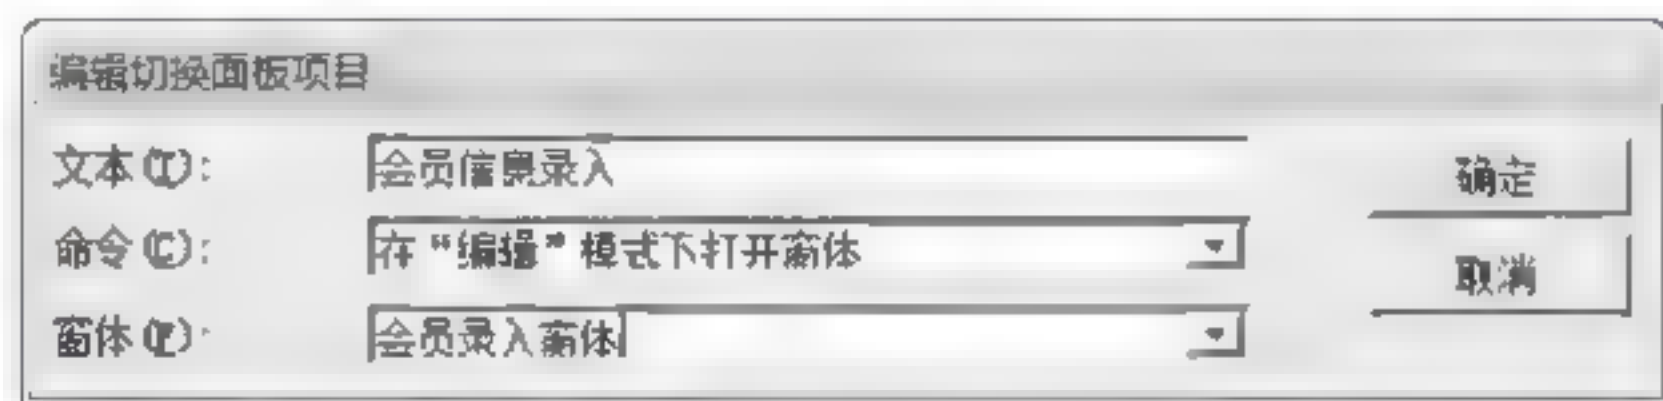 编辑切换面板项目
文本(T): 会员信息录入
确定
命令(C): 在“编辑”模式下打开窗体
取消
窗体(F): 会员录入窗体